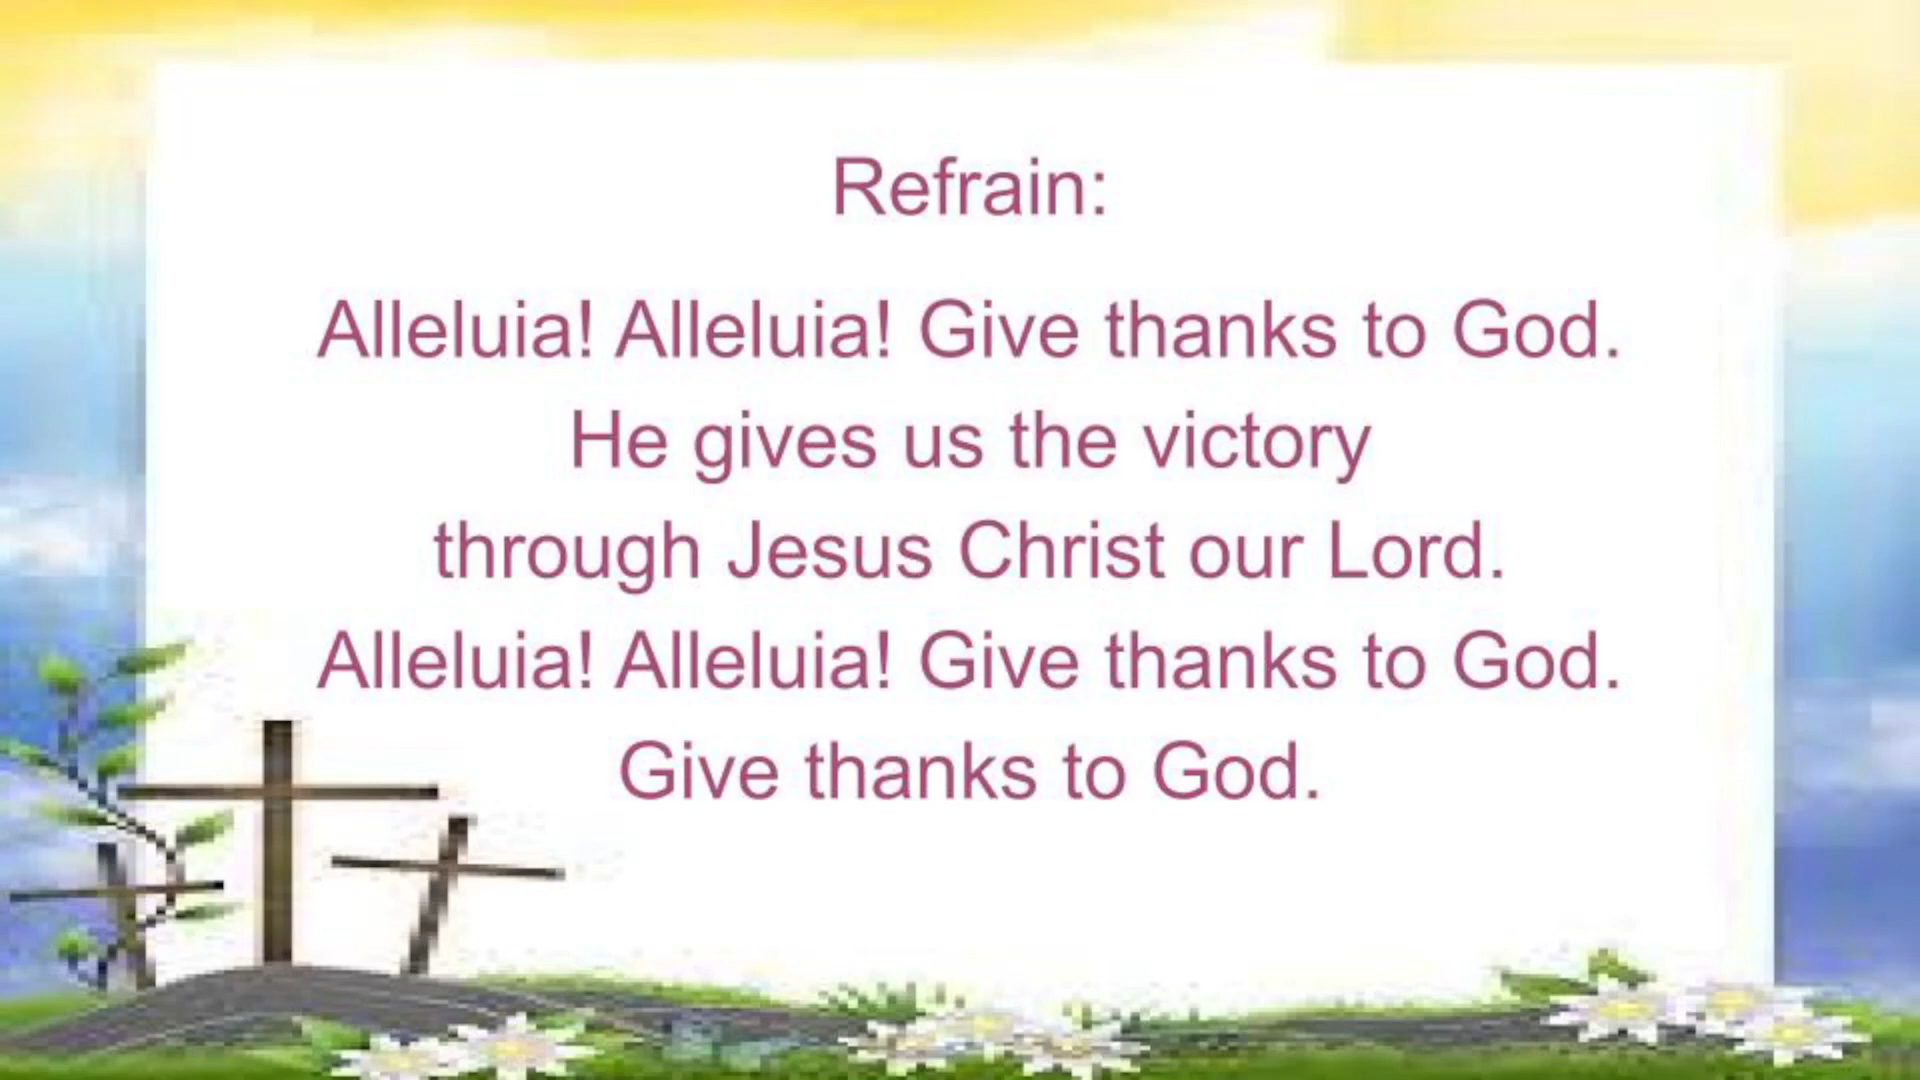 Refrain:
Alleluia! Alleluia! Give thanks to God.
He gives us the victory
through Jesus Christ our Lord.
Alleluia! Alleluia! Give thanks to God.
Give thanks to God.